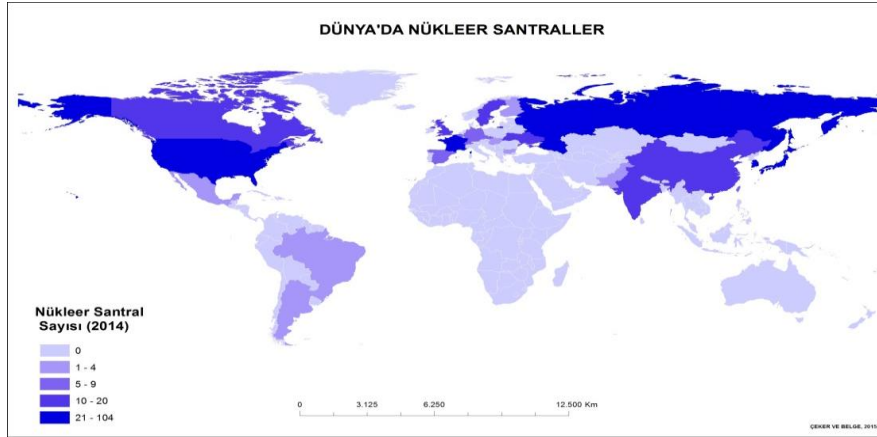 DÜNYA'DA NÜKLEER SANTRALLER
Nükleer Santral
Sayısı (2014)
0
1 - 4
5 - 9
10 - 20
21 - 104
0 3.125 6.250 12.500 Km
ÇEKER VE BELGE, 2015